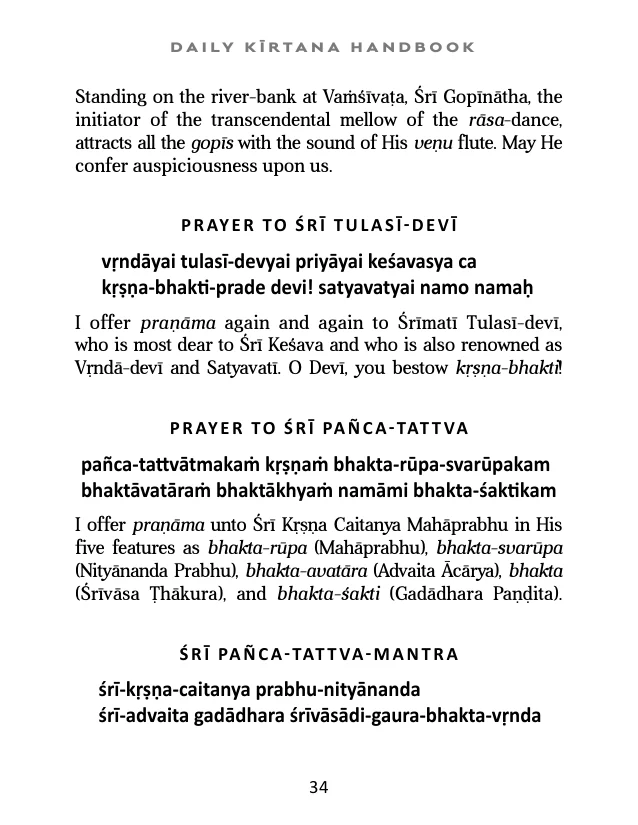 DAILY KĪRTANA HANDBOOK
Standing on the river-bank at Vaṁśīvaṭa, Śrī Gopīnātha, the
initiator of the transcendental mellow of the rāsa-dance,
attracts all the gopīs with the sound of His veṇu flute. May He
confer auspiciousness upon us.
PRAYER TO ŚRĪ TULASĪ-DEVĪ
vṛndāyai tulasī-devyai priyāyai keśavasya ca
kṛṣṇa-bhakti-prade devi! satyavatyai namo namaḥ
I offer praṇāma again and again to Śrīmatī Tulasī-devī,
who is most dear to Śrī Keśava and who is also renowned as
Vṛndā-devī and Satyavatī. O Devī, you bestow kṛṣṇa-bhakti!
PRAYER TO ŚRĪ PAÑCA-TATTVA
pañca-tattvātmakaṁ kṛṣṇaṁ bhakta-rūpa-svarūpakam
bhaktāvatāraṁ bhaktākhyaṁ namāmi bhakta-śaktikam
I offer praṇāma unto Śrī Kṛṣṇa Caitanya Mahāprabhu in His
five features as bhakta-rūpa (Mahāprabhu), bhakta-svarūpa
(Nityānanda Prabhu), bhakta-avatāra (Advaita Ācārya), bhakta
(Śrīvāsa Ṭhākura), and bhakta-śakti (Gadādhara Paṇḍita).
ŚRĪ PAÑCA-TATTVA-MANTRA
śrī-kṛṣṇa-caitanya prabhu-nityānanda
śrī-advaita gadādhara śrīvāsādi-gaura-bhakta-vṛnda
34